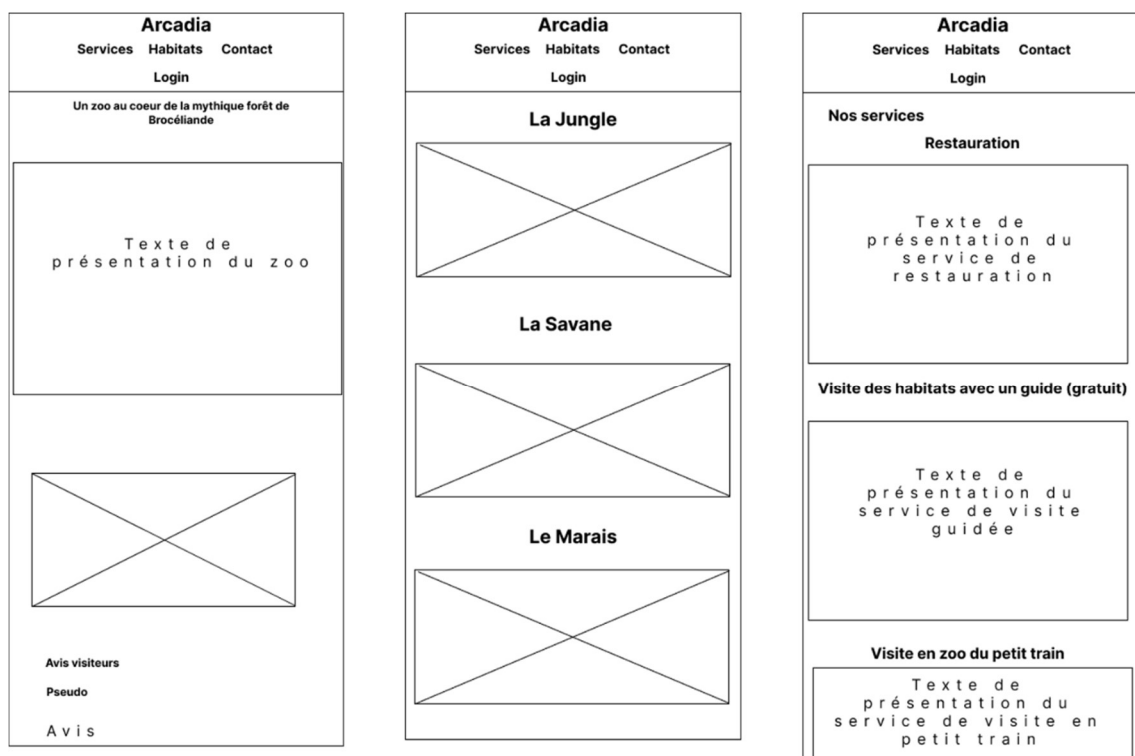 Arcadia
Services Habitats Contact
Login
Un zoo au coeur de la mythique forêt de
Brocéliande
Texte de
présentation du zoo
Avis visiteurs
Pseudo
Avis
Arcadia
Services Habitats Contact
Login
La Jungle
La Savane
Le Marais
Arcadia
Services Habitats Contact
Login
Nos services
Restauration
Texte de
présentation du
service de
restauration
Visite des habitats avec un guide (gratuit)
Texte de
présentation du
service de visite
guidée
Visite en zoo du petit train
Texte de
présentation du
service de visite en
petit train